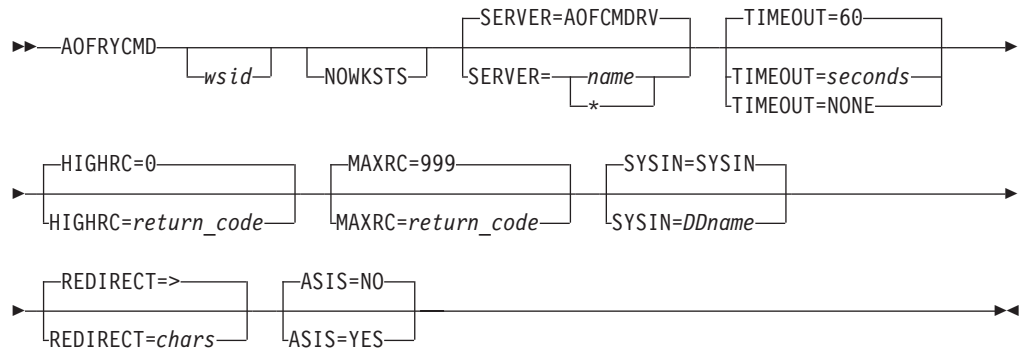 SERVER=AOFCMDRV TIMEOUT=60
AOFRYCMD
wsid NOWKSTS SERVER= name TIMEOUT=seconds
* TIMEOUT=NONE
HIGHRC=0 MAXRC=999 SYSIN=SYSIN
HIGHRC=return_code MAXRC=return_code SYSIN=DDname
REDIRECT=> ASIS=NO
REDIRECT=chars ASIS=YES